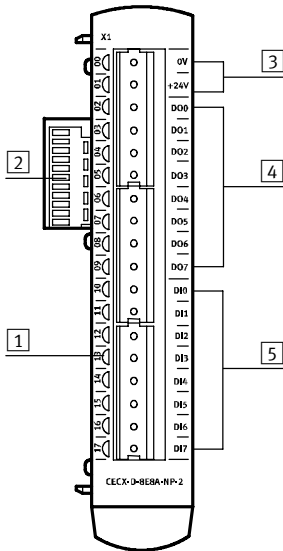 X1
00 0V
01 +24V
02 DO0
03 DO1
04 DO2
05 DO3
06 DO4
07 DO5
08 DO6
09 DO7
10 DI0
11 DI1
12 DI2
13 DI3
14 DI4
15 DI5
16 DI6
17 DI7
CECX-D-8E8A-NP-2
3
2
4
1
5